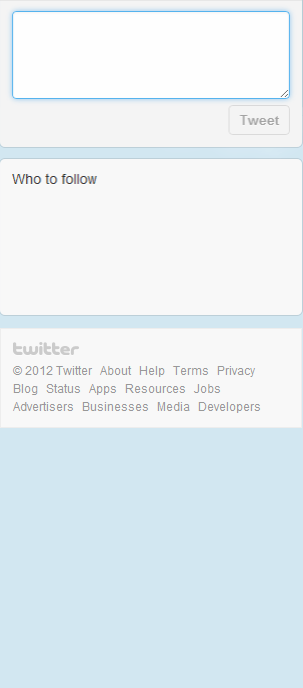 Tweet
Who to follow
twitter
© 2012 Twitter About Help Terms Privacy
Blog Status Apps Resources Jobs
Advertisers Businesses Media Developers